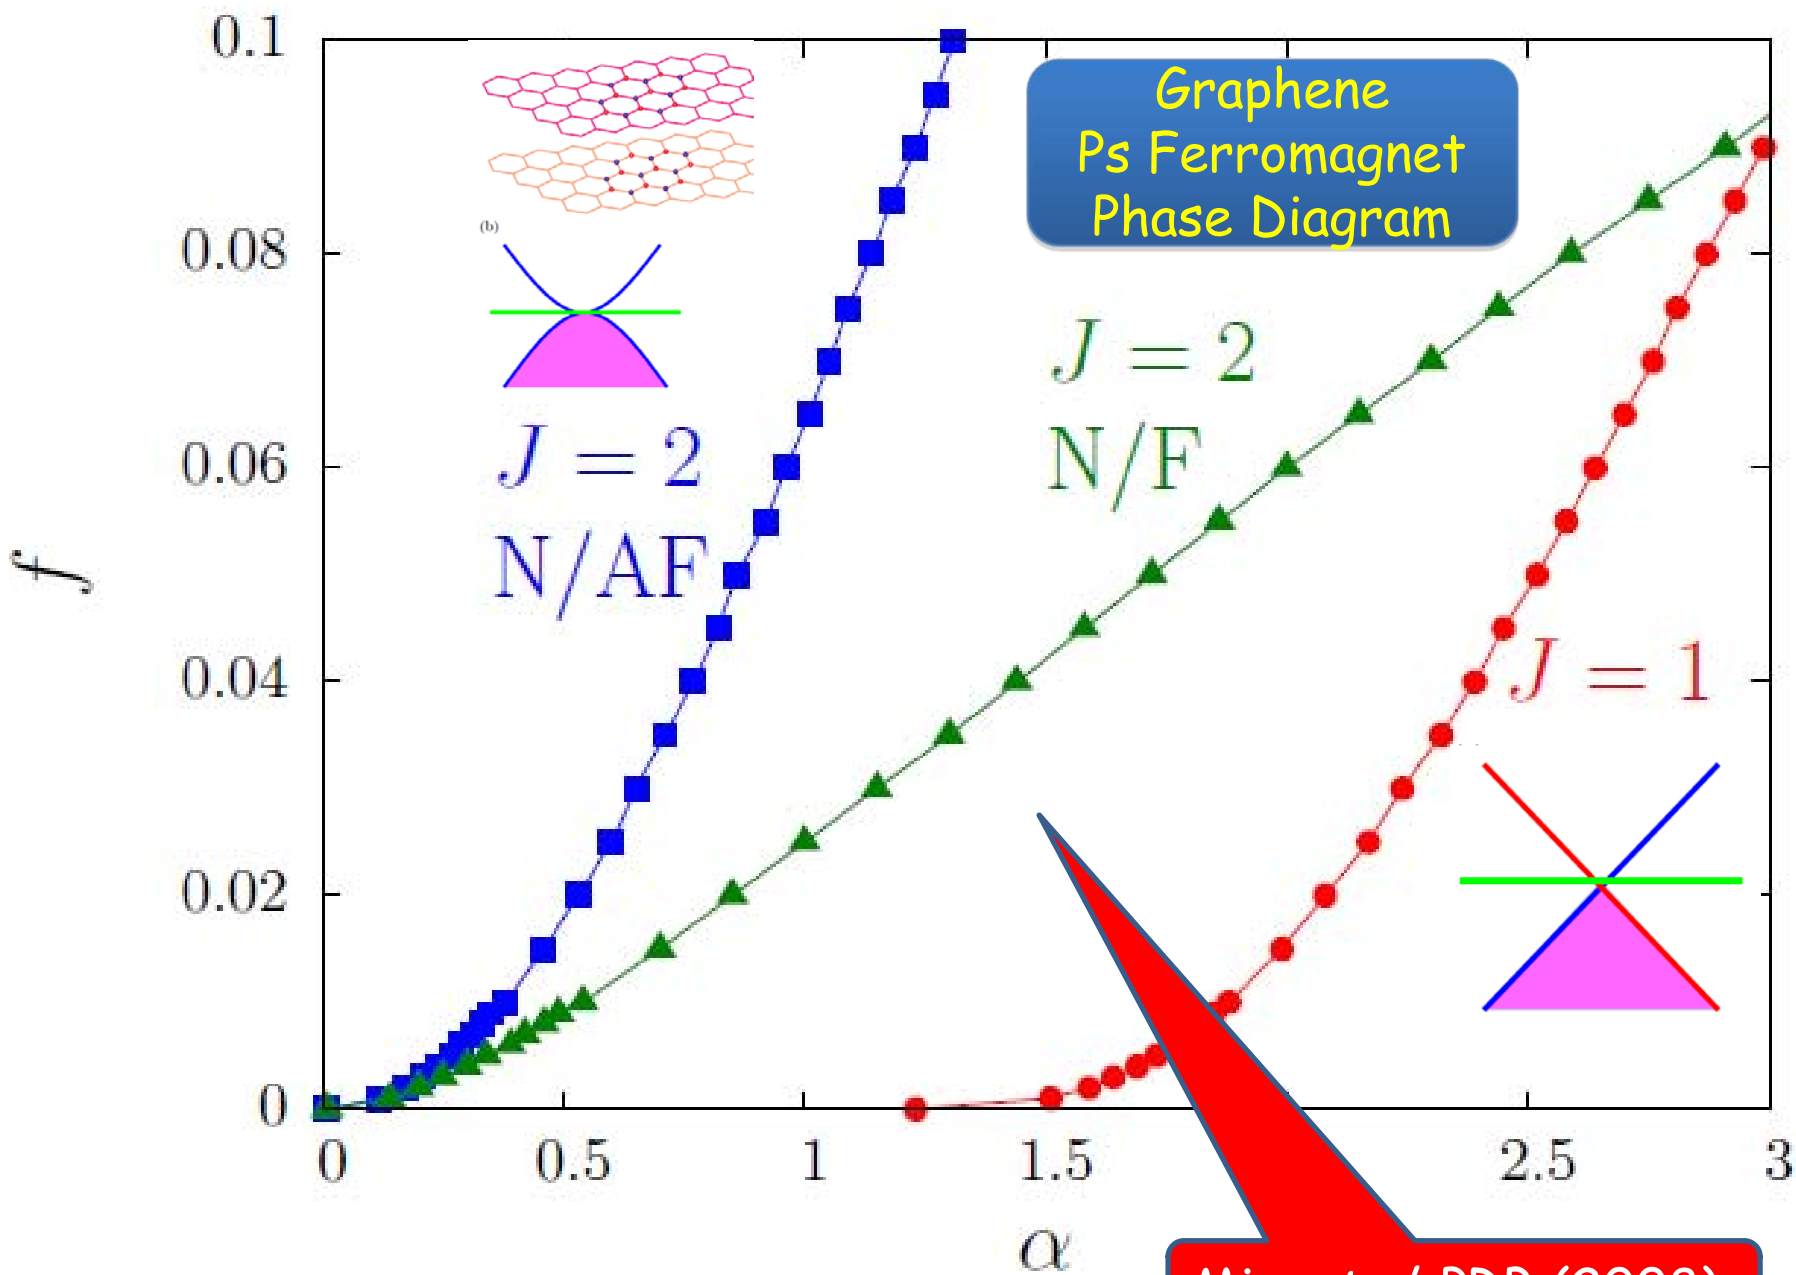 0.1
0.08
0.06
0.04
0.02
0
f
0
0.5
1
1.5
2.5
3
α
(b)
J = 2
N/AF
Graphene
Ps Ferromagnet
Phase Diagram
J = 2
N/F
J = 1